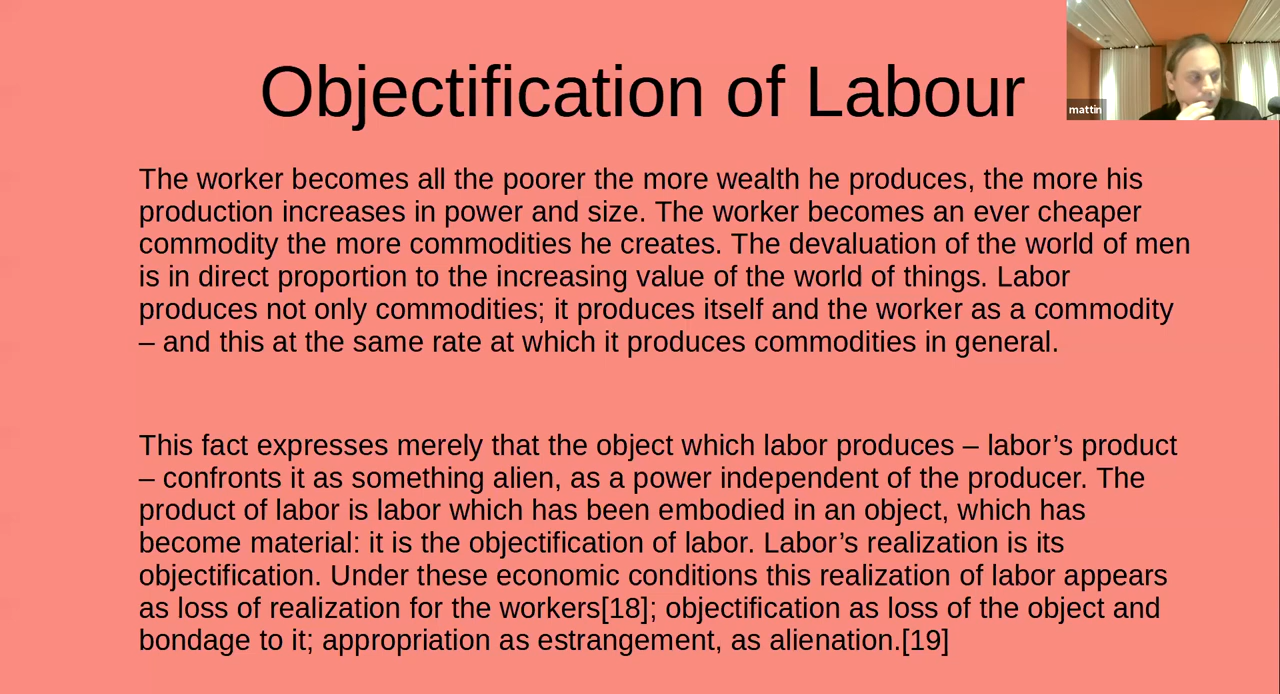 Objectification of Labour
mattin
The worker becomes all the poorer the more wealth he produces, the more his
production increases in power and size. The worker becomes an ever cheaper
commodity the more commodities he creates. The devaluation of the world of men
is in direct proportion to the increasing value of the world of things. Labor
produces not only commodities; it produces itself and the worker as a commodity
– and this at the same rate at which it produces commodities in general.
This fact expresses merely that the object which labor produces – labor’s product
– confronts it as something alien, as a power independent of the producer. The
product of labor is labor which has been embodied in an object, which has
become material: it is the objectification of labor. Labor’s realization is its
objectification. Under these economic conditions this realization of labor appears
as loss of realization for the workers[18]; objectification as loss of the object and
bondage to it; appropriation as estrangement, as alienation.[19]